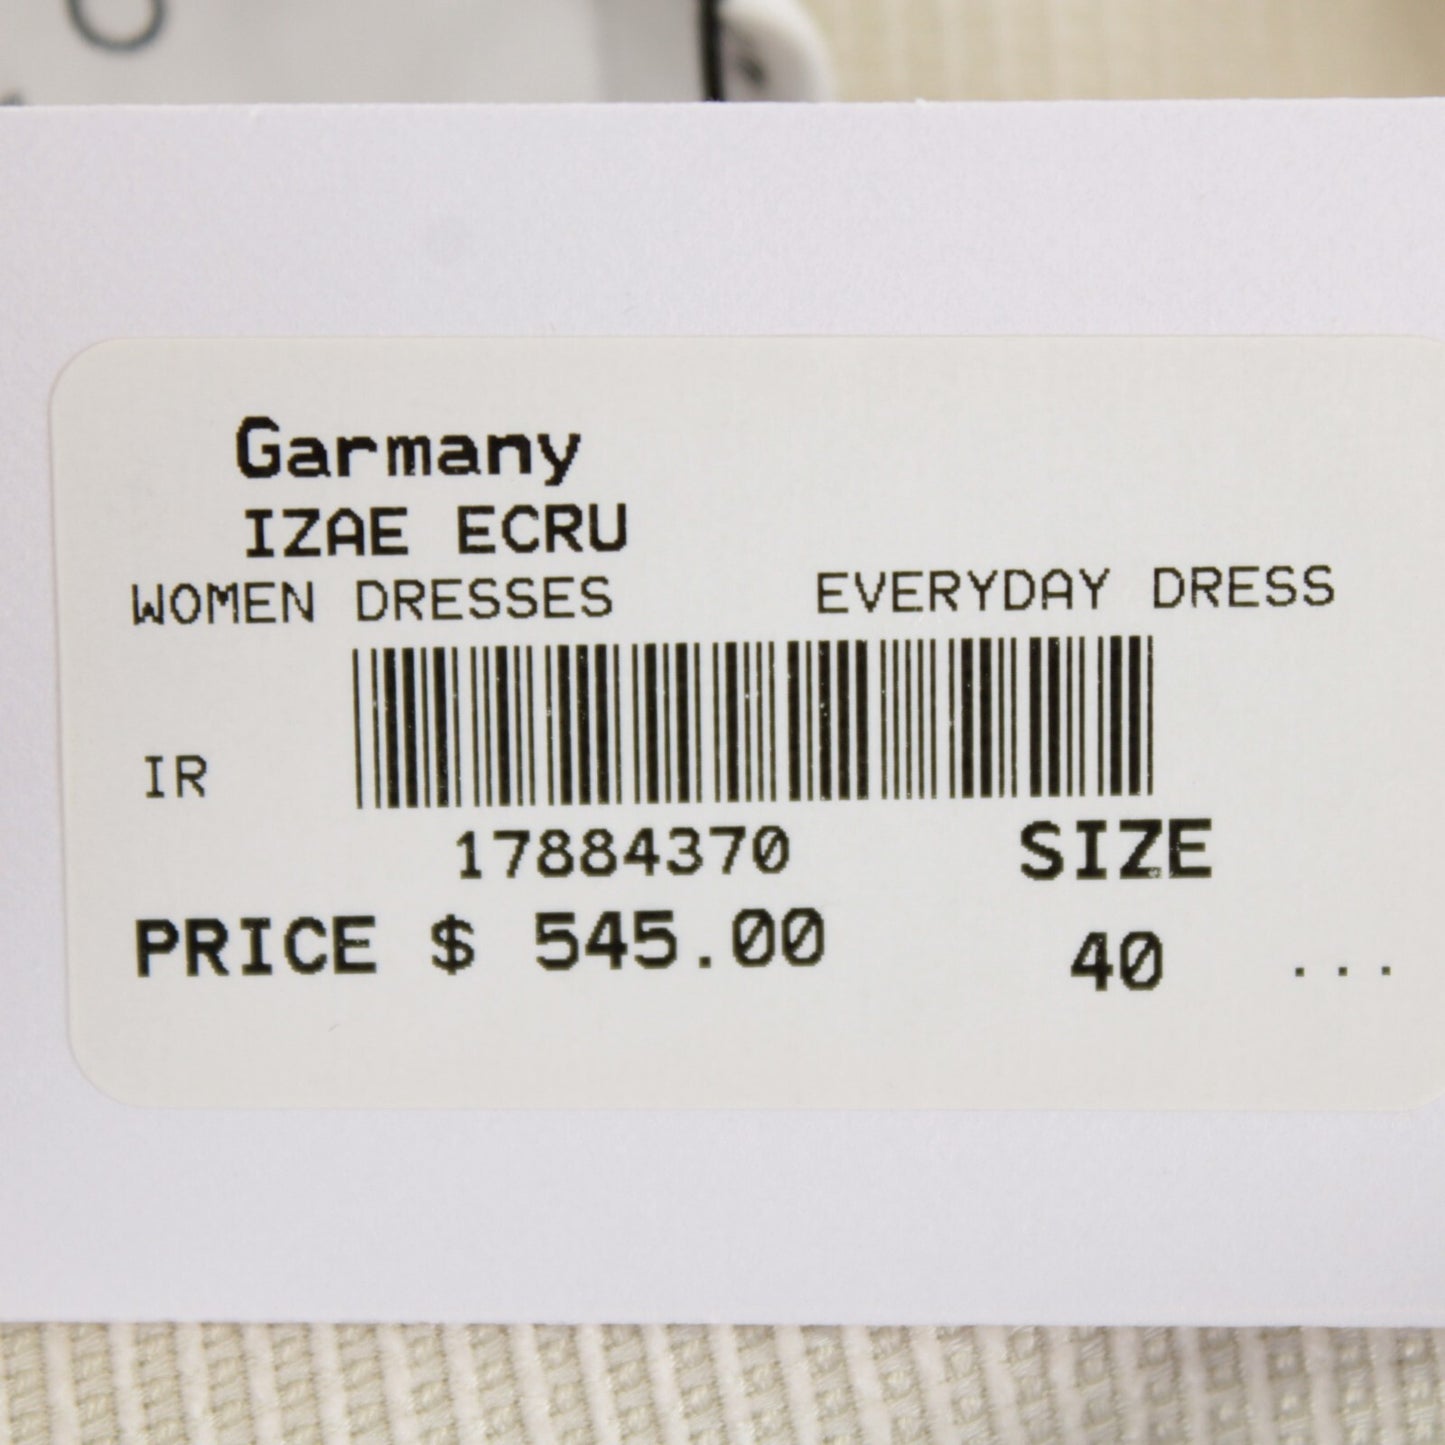 Garmany
IZAE ECRU
WOMEN DRESSES EVERYDAY DRESS
IR
17884370 SIZE
PRICE $ 545.00 40 ...